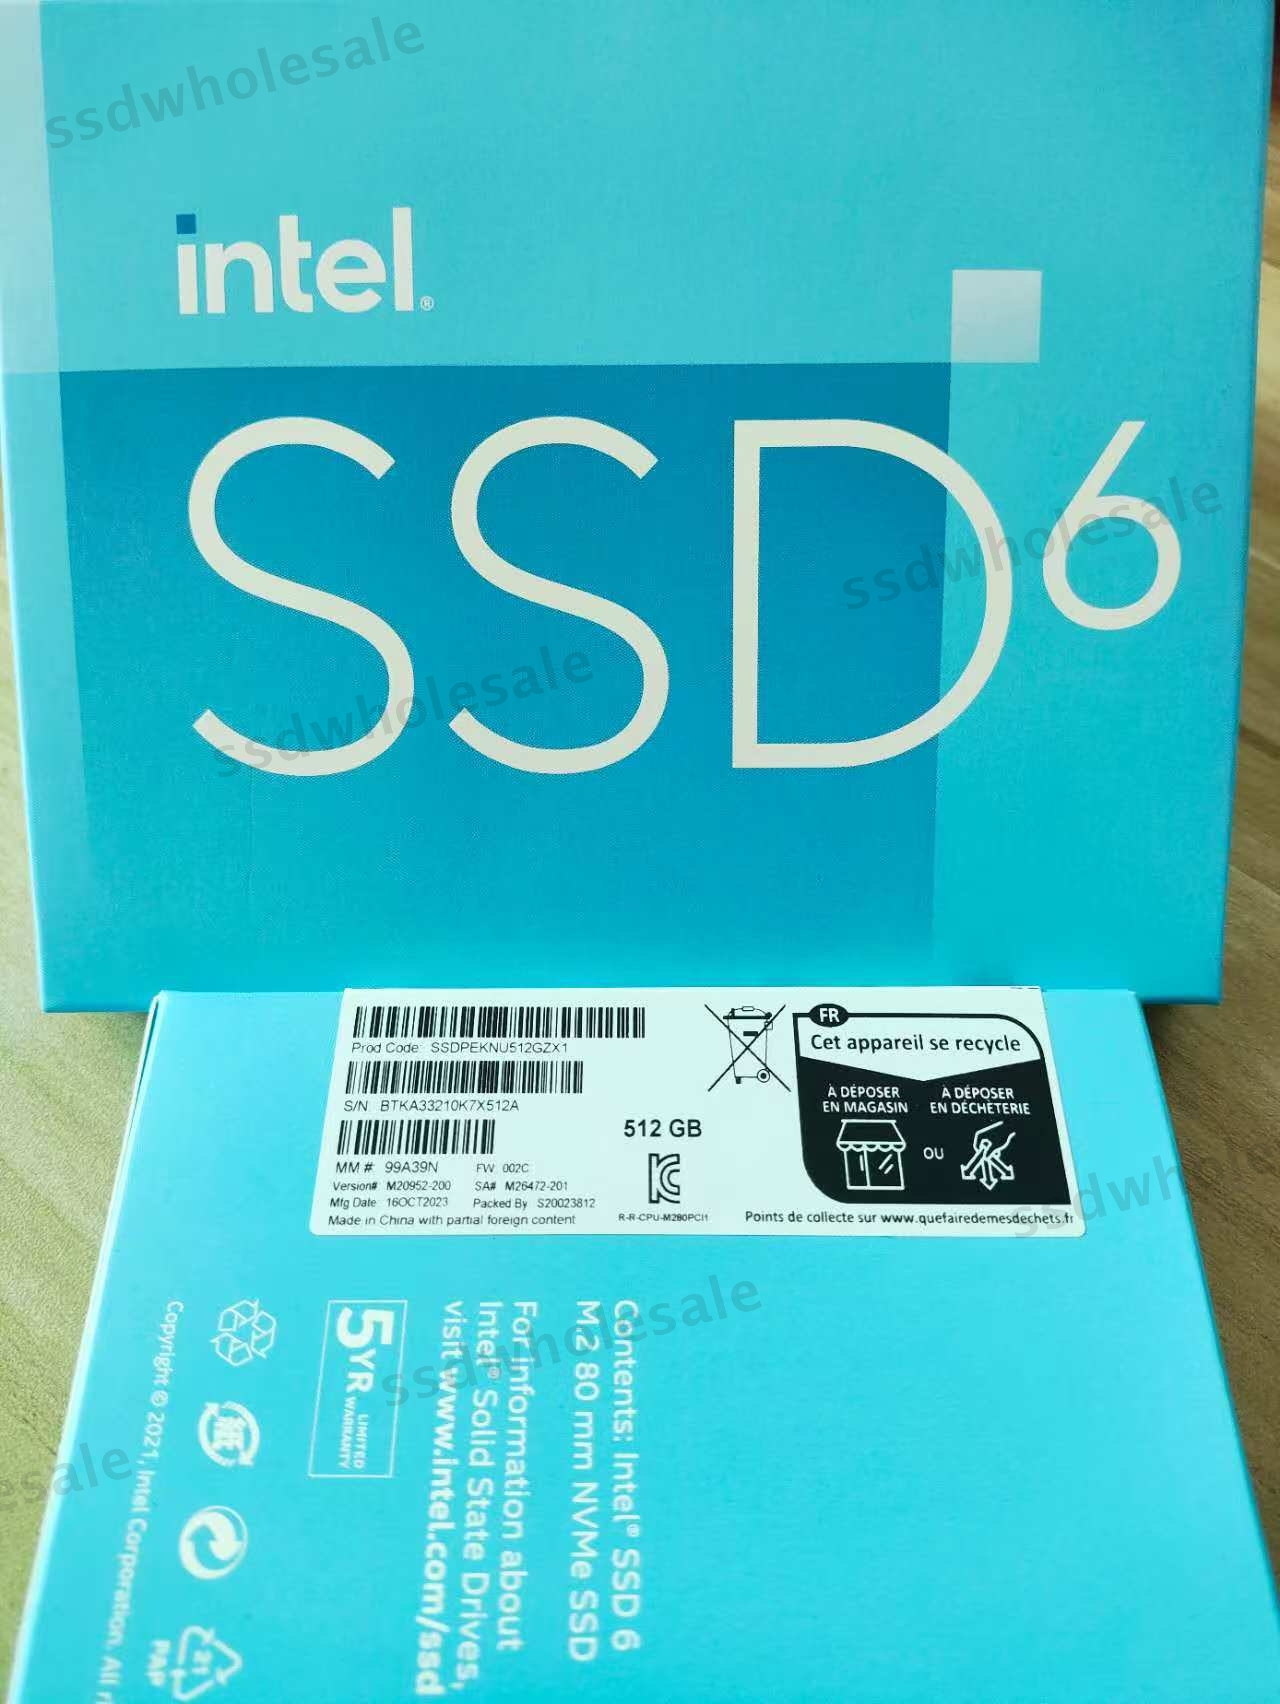 ssdwholesale
intel®
SSD6
ssdwholesale
ssdwholesale
Prod Code: SSDPEKNU512GZX1
S/N: BTKA33210K7X512A
MM #: 99A39N FW: 002C
Version# M20952-200 SA# M26472-201
Mfg Date: 16OCT2023 Packed By S20023812
Made in China with partial foreign content
512 GB
R-R-CPU-M280PCI1
FR
Cet appareil se recycle
À DÉPOSER
EN MAGASIN
OU
À DÉPOSER
EN DÉCHÈTERIE
Points de collecte sur www.quefairedemesdechets.fr
ssdwh
Contents: Intel® SSD 6
M.2 80 mm NVMe SSD
For information about
Intel® Solid State Drives,
visit www.intel.com/ssd
ssdwholesale
5YR LIMITED
WARRANTY
esale
21
PAP
Copyright © 2021, Intel Corporation. All